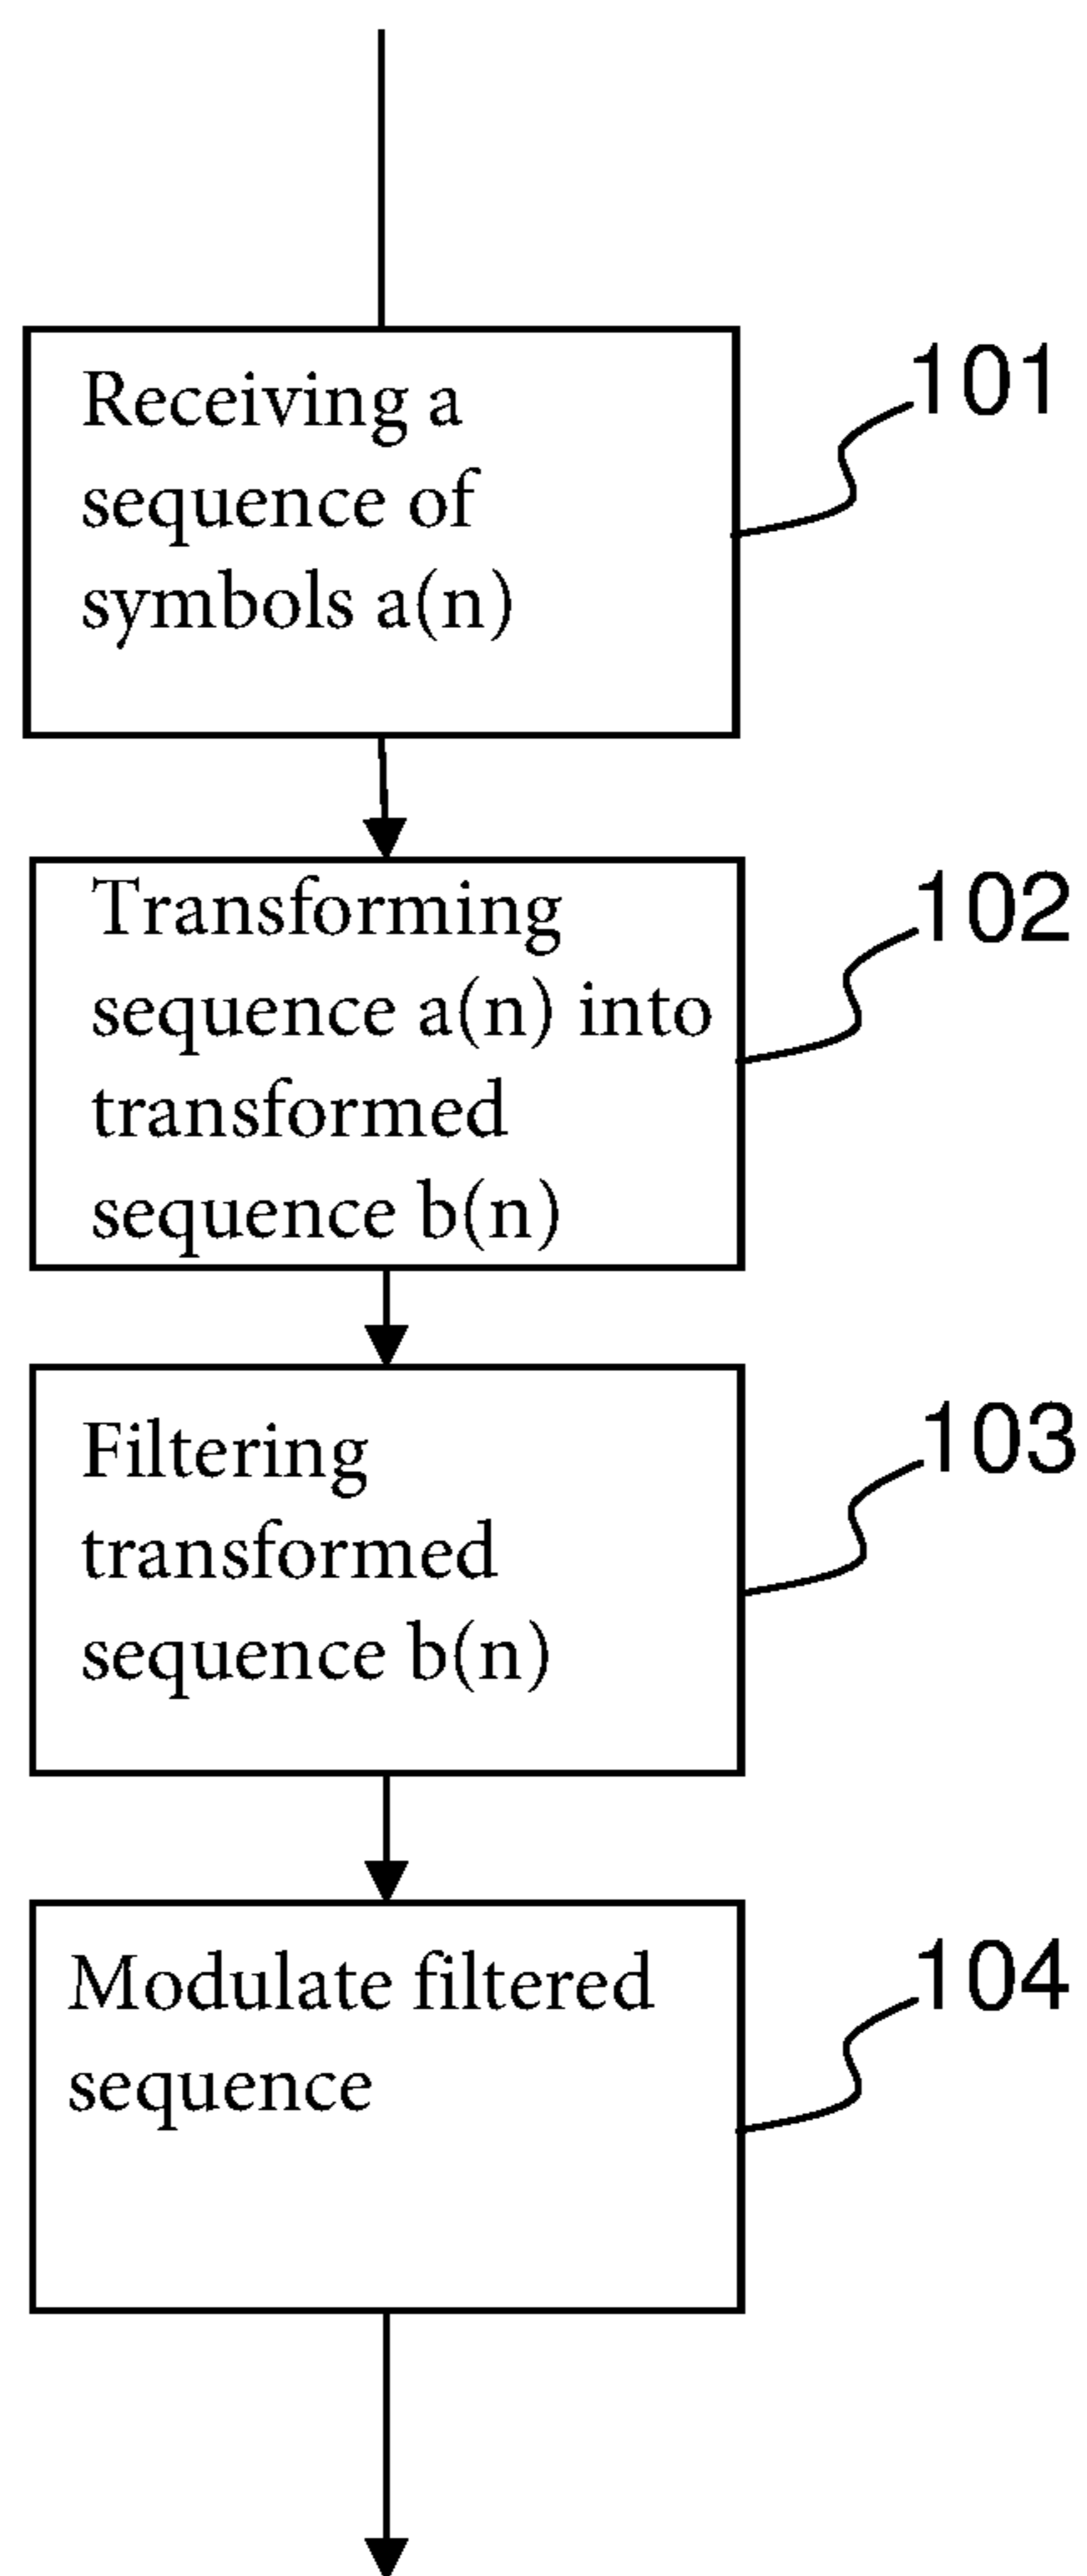 Receiving a
sequence of
symbols a(n)
101
Transforming
sequence a(n) into
transformed
sequence b(n)
102
Filtering
transformed
sequence b(n)
103
Modulate filtered
sequence
104